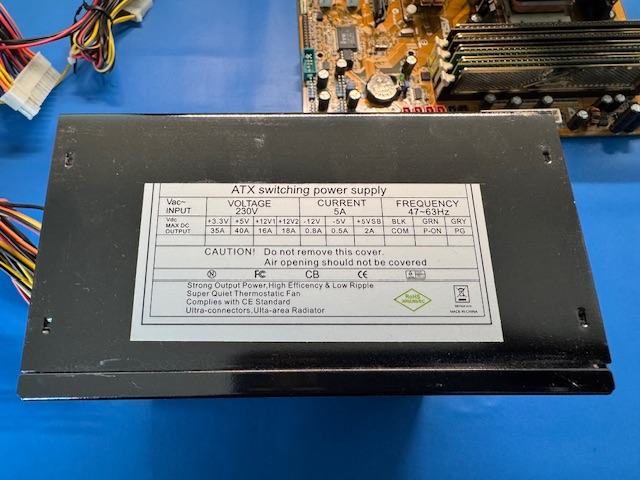 ATX switching power supply
Vac~ INPUT VOLTAGE 230V CURRENT 5A FREQUENCY 47~63Hz
Vdc MAX DC OUTPUT +3.3V +5V +12V1 +12V2 -12V -5V +5VSB BLK GRN GRY
35A 40A 16A 18A 0.8A 0.5A 2A COM P-ON PG
CAUTION! Do not remove this cover.
Air opening should not be covered
N FC CB CE
Strong Output Power,High Efficency & Low Ripple
Super Quiet Thermostatic Fan
Complies with CE Standard
Ultra-connectors,Ulta-area Radiator
RoHS
MADE IN CHINA